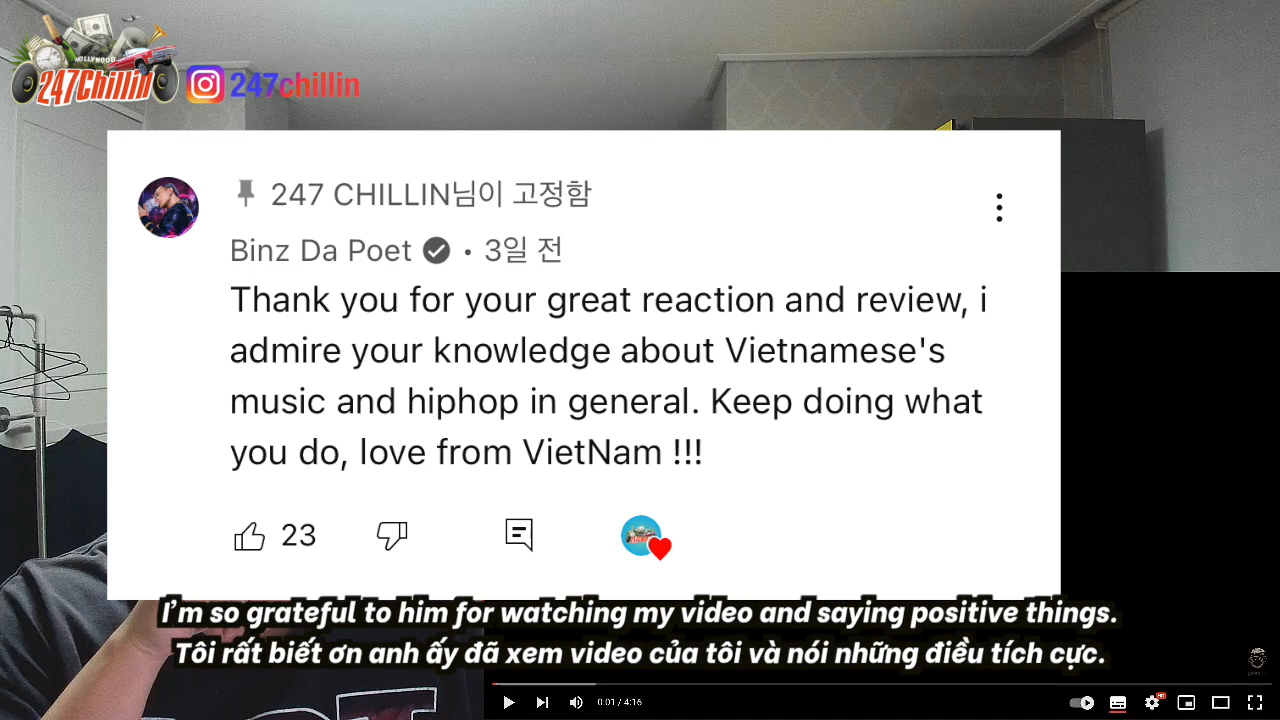 HOLLYWOOD
247Chillin
247chillin
247 CHILLIN님이 고정함
Binz Da Poet • 3일 전
Thank you for your great reaction and review, i
admire your knowledge about Vietnamese's
music and hiphop in general. Keep doing what
you do, love from VietNam !!!
23
I'm so grateful to him for watching my video and saying positive things.
Tôi rất biết ơn anh ấy đã xem video của tôi và nói những điều tích cực.
0:01 / 4:16
HD